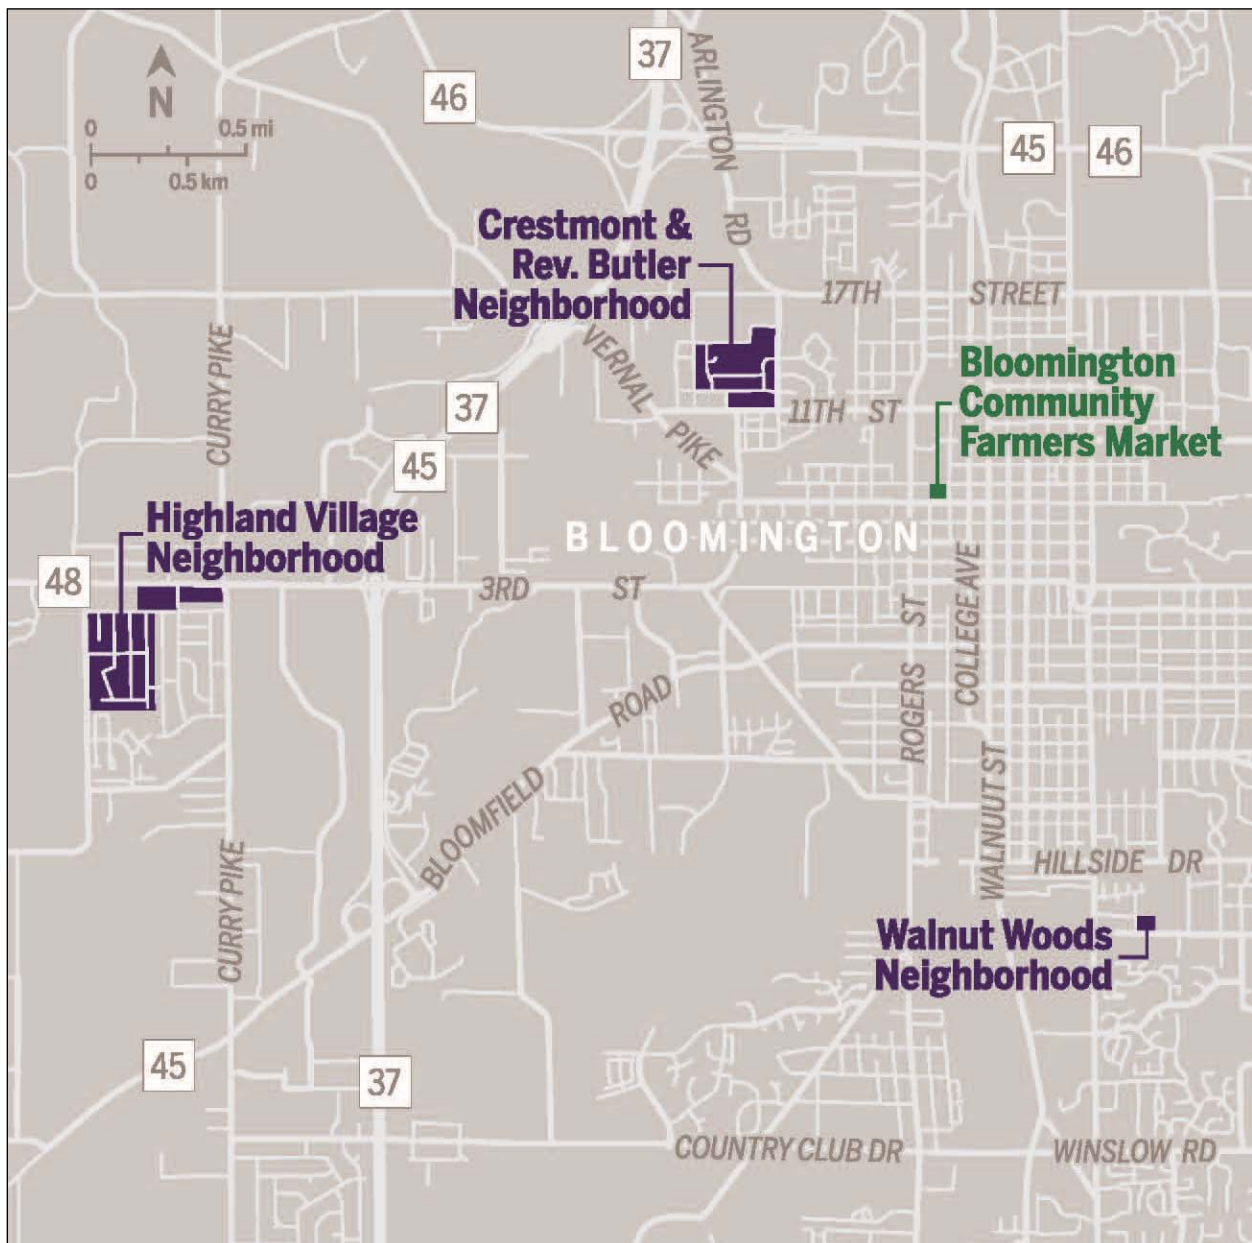 37
ARLINGTON RD
46
N
0 0.5 mi
0 0.5 km
45
46
Crestmont &
Rev. Butler
Neighborhood
17TH STREET
CURRY PIKE
VERNAL PIKE
Bloomington
Community
Farmers Market
37
11TH ST
45
Highland Village
Neighborhood
BLOOMINGTON
48
3RD ST
ROGERS ST
COLLEGE AVE
BLOOMFIELD ROAD
WALNUUT ST
HILLSIDE DR
CURRY PIKE
Walnut Woods
Neighborhood
45
37
COUNTRY CLUB DR
WINSLOW RD